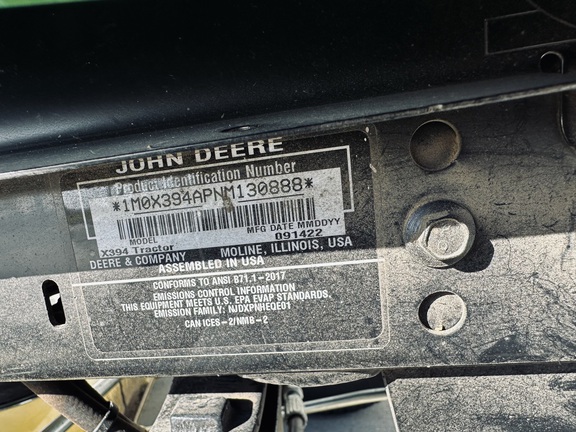 JOHN DEERE
Product Identification Number
*1M0X394APNM130888*
MFG DATE MMDDYY
MODEL 091422
X394 Tractor
DEERE & COMPANY MOLINE, ILLINOIS, USA
ASSEMBLED IN USA
CONFORMS TO ANSI B71.1-2017
EMISSIONS CONTROL INFORMATION
THIS EQUIPMENT MEETS U.S. EPA EVAP STANDARDS.
EMISSION FAMILY: NJDXPNHEQE01
CAN ICES-2/NMB-2